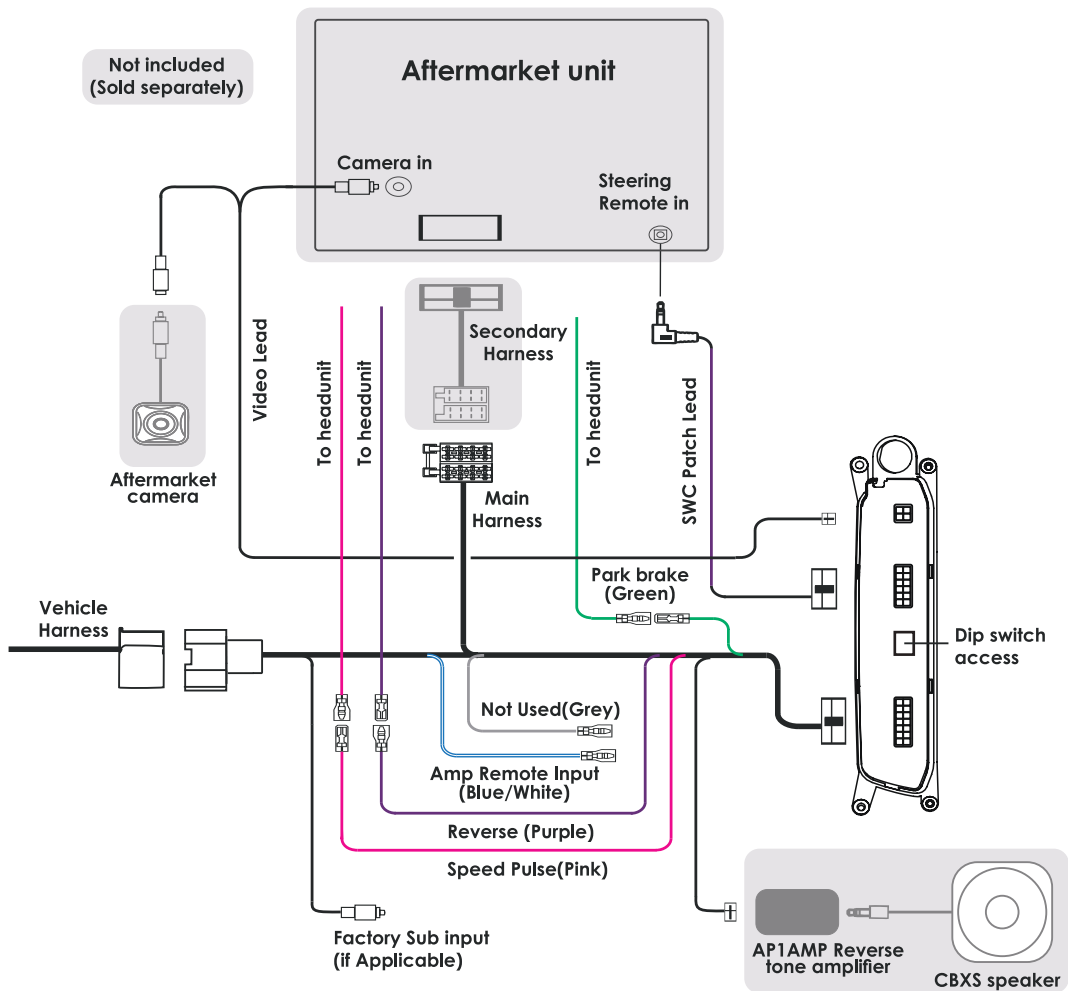 Not included
(Sold separately)
Aftermarket unit
Camera in
Steering
Remote in
Secondary
Harness
Video Lead
To headunit
To headunit
To headunit
SWC Patch Lead
Aftermarket
camera
Main
Harness
Park brake
(Green)
Vehicle
Harness
Dip switch
access
Not Used(Grey)
Amp Remote Input
(Blue/White)
Reverse (Purple)
Speed Pulse(Pink)
Factory Sub input
(if Applicable)
AP1AMP Reverse
tone amplifier
CBXS speaker